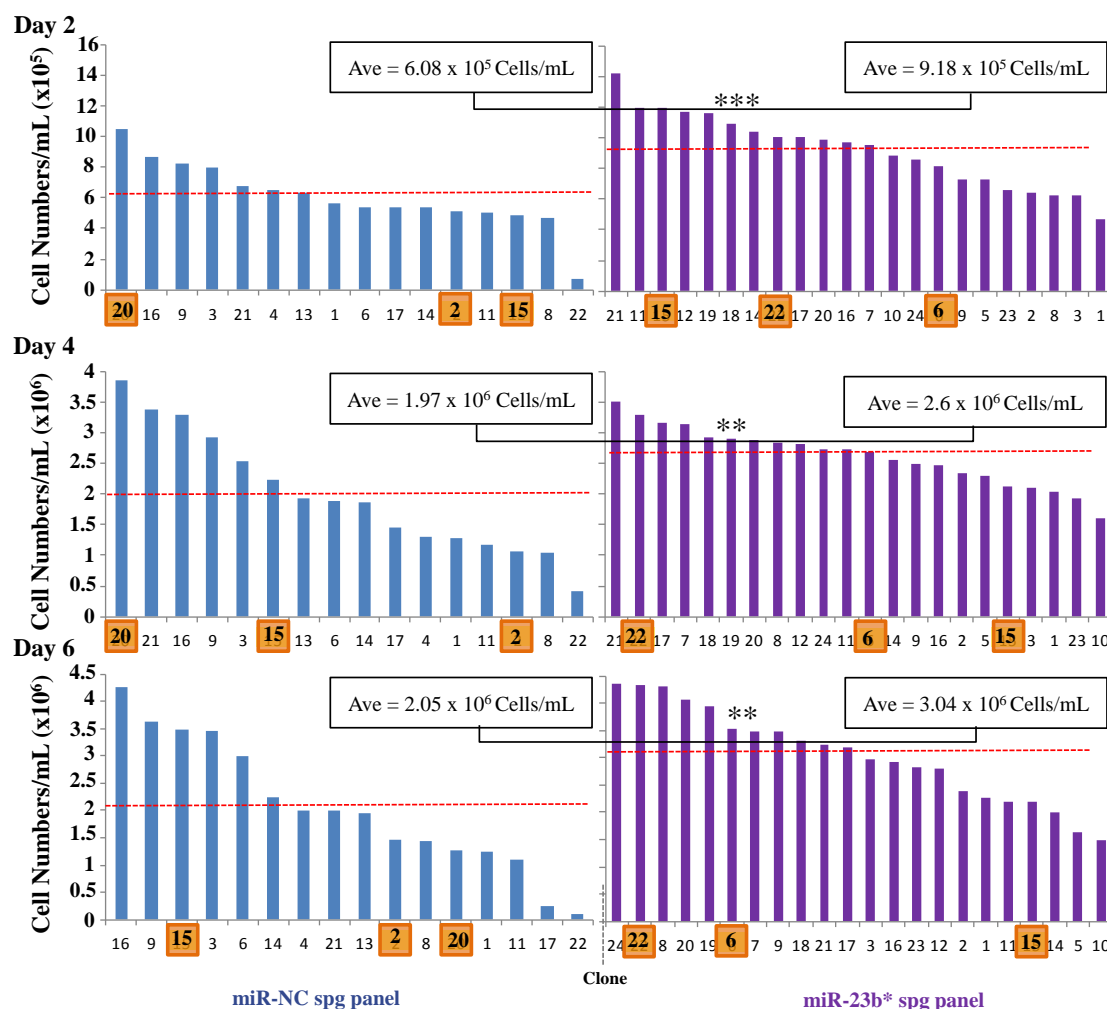 Day 2
Cell Numbers/mL (x10⁵)
16
14
12
10
8
6
4
2
0
Ave = 6.08 x 10⁵ Cells/mL
Ave = 9.18 x 10⁵ Cells/mL
***
20 16 9 3 21 4 13 1 6 17 14 2 11 15 8 22
21 11 15 12 19 18 14 22 17 20 16 7 10 24 6 9 5 23 2 8 3 1
Day 4
Cell Numbers/mL (x10⁶)
4
3.5
3
2.5
2
1.5
1
0.5
0
Ave = 1.97 x 10⁶ Cells/mL
Ave = 2.6 x 10⁶ Cells/mL
**
20 21 16 9 3 15 13 6 14 17 4 1 11 2 8 22
21 22 17 7 18 19 20 8 12 24 11 6 14 9 16 2 5 15 3 1 23 10
Day 6
Cell Numbers/mL (x10⁶)
4.5
4
3.5
3
2.5
2
1.5
1
0.5
0
Ave = 2.05 x 10⁶ Cells/mL
Ave = 3.04 x 10⁶ Cells/mL
**
16 9 15 3 6 14 4 21 13 2 8 20 1 11 17 22
24 22 8 20 19 6 7 9 18 21 17 3 16 23 12 2 1 11 15 14 5 10
Clone
miR-NC spg panel
miR-23b* spg panel